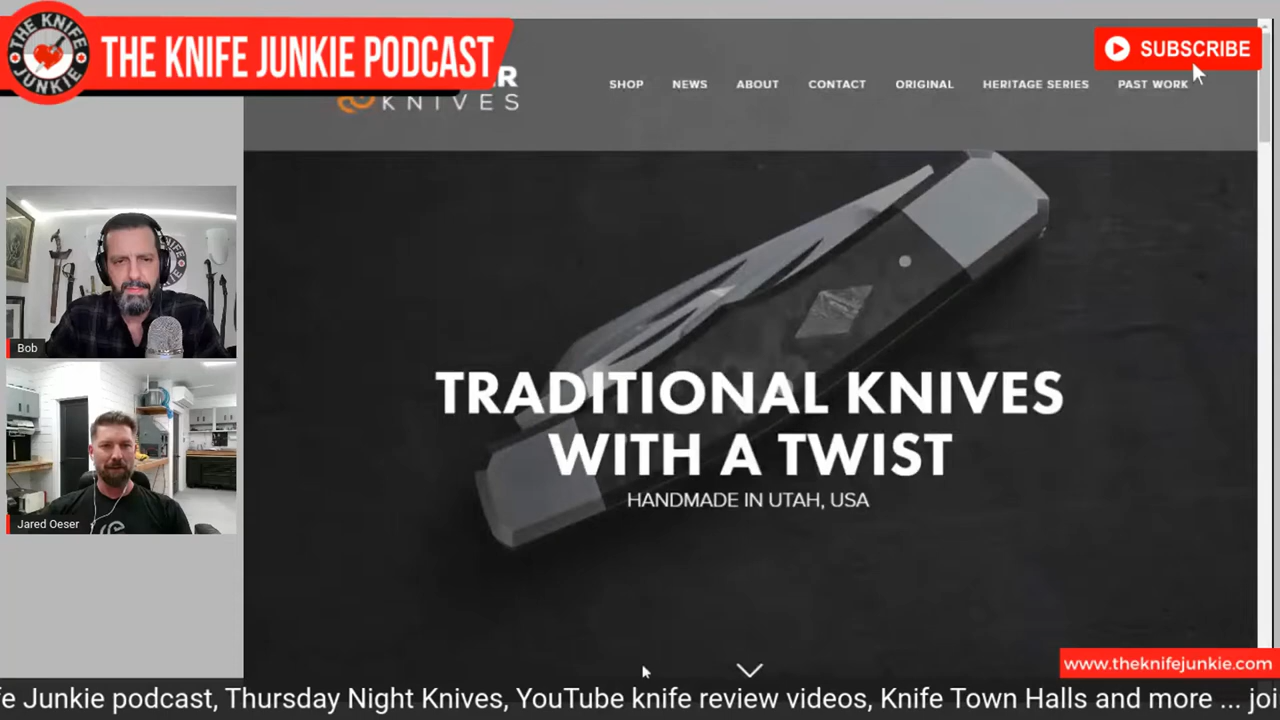 THE KNIFE JUNKIE
THE KNIFE JUNKIE PODCAST
SUBSCRIBE
KNIVES
SHOP
NEWS
ABOUT
CONTACT
ORIGINAL
HERITAGE SERIES
PAST WORK
Bob
Jared Oeser
TRADITIONAL KNIVES
WITH A TWIST
HANDMADE IN UTAH, USA
www.theknifejunkie.com
fe Junkie podcast, Thursday Night Knives, YouTube knife review videos, Knife Town Halls and more ... joi